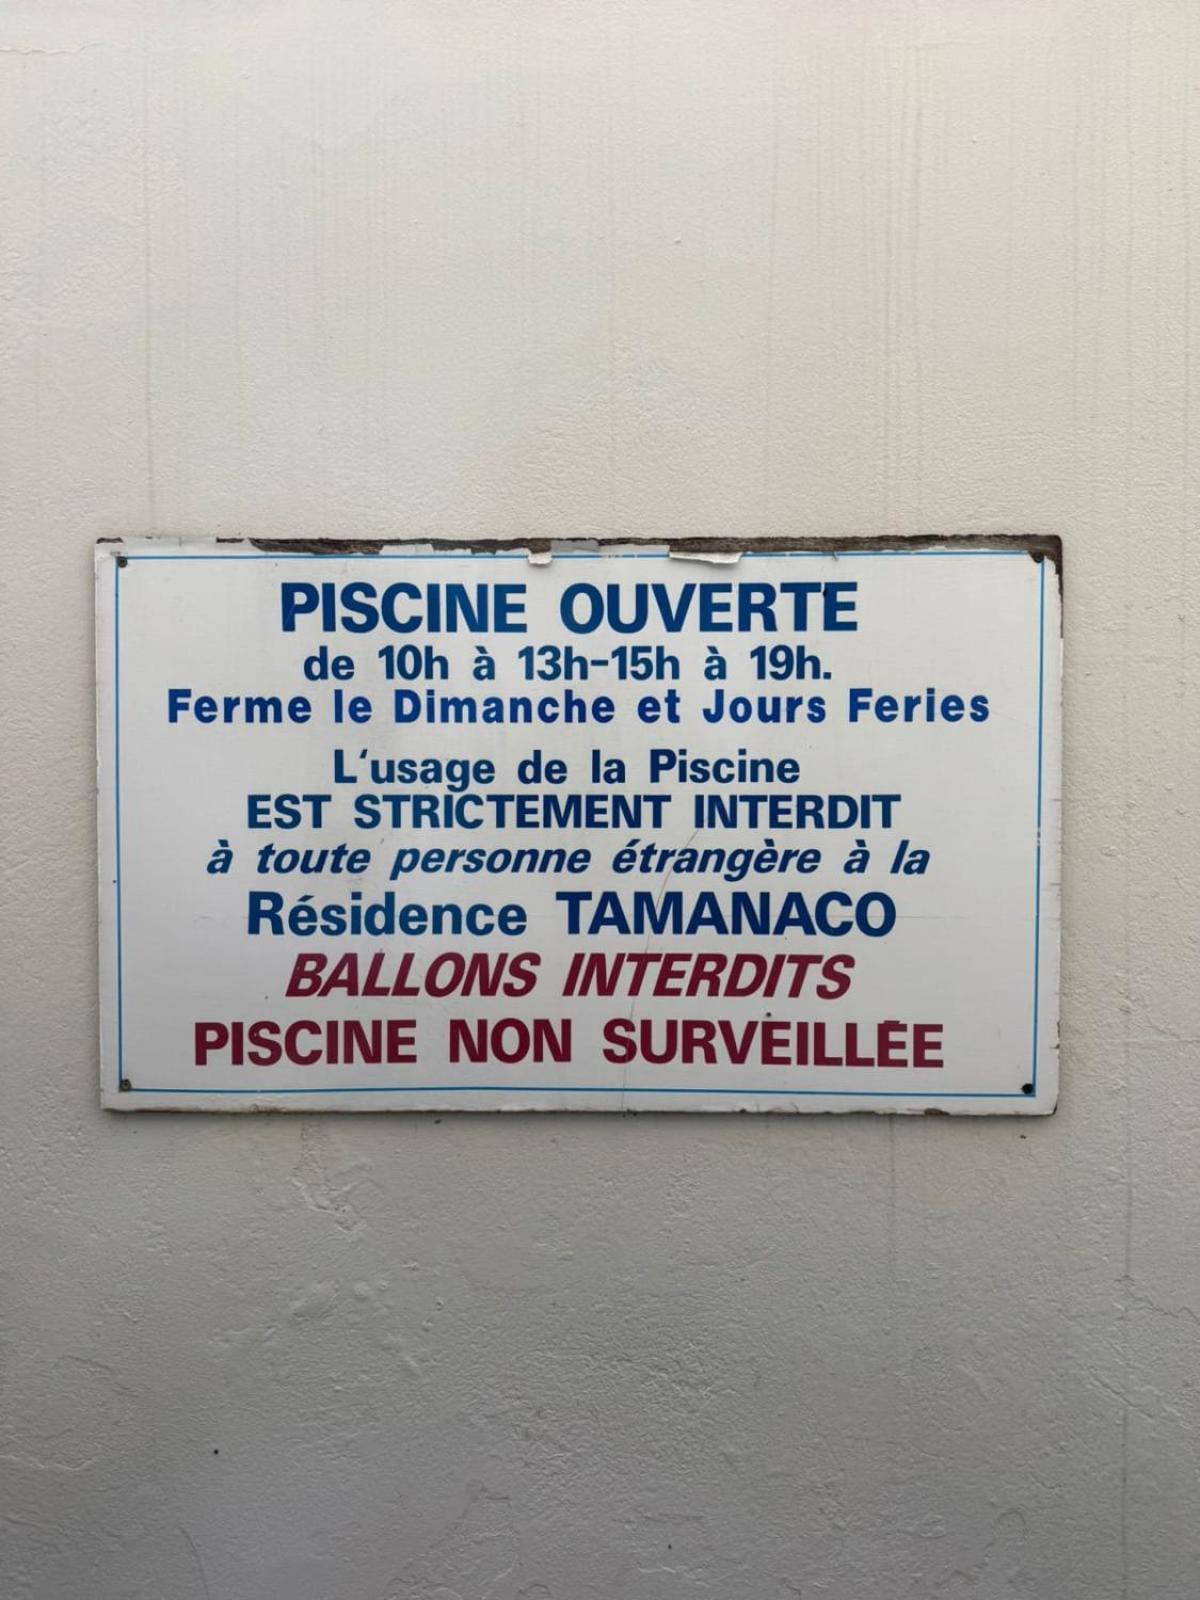 PISCINE OUVERTE
de 10h à 13h-15h à 19h.
Ferme le Dimanche et Jours Feries
L'usage de la Piscine
EST STRICTEMENT INTERDIT
à toute personne étrangère à la
Résidence TAMANACO
BALLONS INTERDITS
PISCINE NON SURVEILLÉE